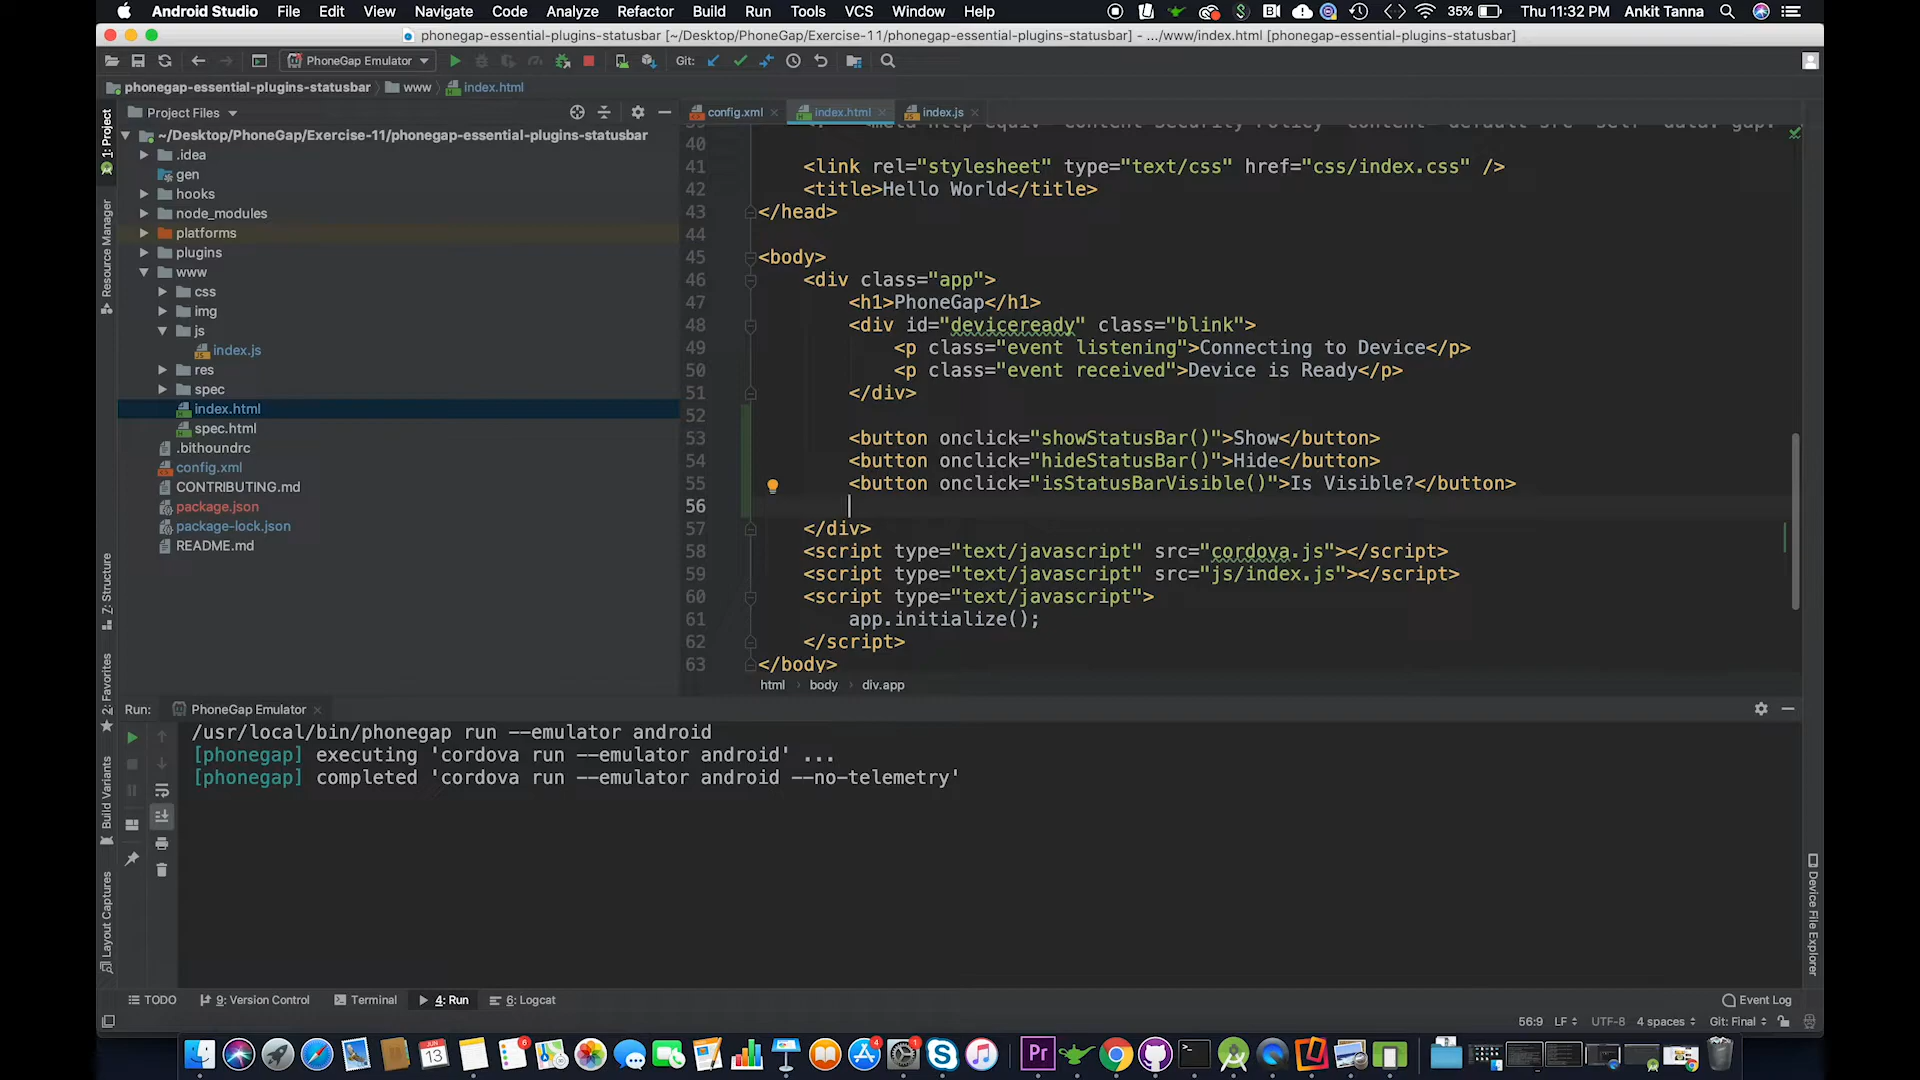 Android Studio File Edit View Navigate Code Analyze Refactor Build Run Tools VCS Window Help 35% Thu 11:32 PM Ankit Tanna
phonegap-essential-plugins-statusbar [~/Desktop/PhoneGap/Exercise-11/phonegap-essential-plugins-statusbar] - .../www/index.html [phonegap-essential-plugins-statusbar]
PhoneGap Emulator Git:
phonegap-essential-plugins-statusbar www index.html
Project Files
config.xml index.html index.js
~/Desktop/PhoneGap/Exercise-11/phonegap-essential-plugins-statusbar
.idea
gen
hooks
node_modules
platforms
plugins
www
css
img
js
index.js
res
spec
index.html
spec.html
.bithoundrc
config.xml
CONTRIBUTING.md
package.json
package-lock.json
README.md
1: Project
Resource Manager
Z: Structure
2: Favorites
Build Variants
Layout Captures
40
41 <link rel="stylesheet" type="text/css" href="css/index.css" />
42 <title>Hello World</title>
43 </head>
44
45 <body>
46 <div class="app">
47 <h1>PhoneGap</h1>
48 <div id="deviceready" class="blink">
49 <p class="event listening">Connecting to Device</p>
50 <p class="event received">Device is Ready</p>
51 </div>
52
53 <button onclick="showStatusBar()">Show</button>
54 <button onclick="hideStatusBar()">Hide</button>
55 <button onclick="isStatusBarVisible()">Is Visible?</button>
56
57 </div>
58 <script type="text/javascript" src="cordova.js"></script>
59 <script type="text/javascript" src="js/index.js"></script>
60 <script type="text/javascript">
61 app.initialize();
62 </script>
63 </body>
html body div.app
Run: PhoneGap Emulator
/usr/local/bin/phonegap run --emulator android
[phonegap] executing 'cordova run --emulator android' ...
[phonegap] completed 'cordova run --emulator android --no-telemetry'
Device File Explorer
TODO 9: Version Control Terminal 4: Run 6: Logcat Event Log
56:9 LF UTF-8 4 spaces Git: Final
JUN 13 6 4 1 Pr